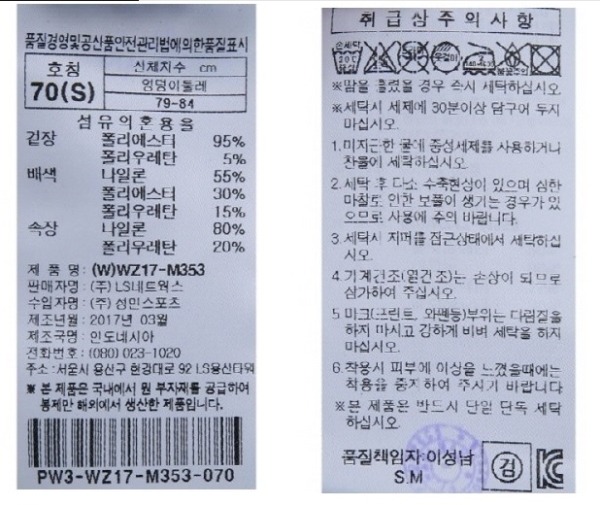 품질경영및공산품안전관리법에의한품질표시
호칭 신체치수 cm
70(S) 엉덩이둘레
79-84
섬유의혼용율
겉장 폴리에스터 95%
폴리우레탄 5%
배색 나일론 55%
폴리에스터 30%
폴리우레탄 15%
속장 나일론 80%
폴리우레탄 20%
제 품 명: (W)WZ17-M353
판매자명: (주) LS네트웍스
수입자명: (주) 성인스포츠
제조년월: 2017년 03월
제조국명: 인도네시아
전화번호: (080) 023-1020
주소:서울시 용산구 한강대로 92 LS용산타워
※ 본 제품은 국내에서 원 부자재를 공급하여
봉제만 해외에서 생산한 제품입니다.
PW3-WZ17-M353-070
취급상주의사항
손세탁
30℃
중성
※땀을 흘렸을 경우 즉시 세탁하십시오.
※세탁시 세제에 30분이상 담구어 두지
마십시오.
1.미지근한 물에 중성세제를 사용하거나
찬물에 세탁하십시오.
2.세탁 후 다소 수축현상이 있으며 심한
마찰로 인한 보풀이 생기는 경우가 있
으므로 사용에 주의 바랍니다.
3.세탁시 지퍼를 잠근상태에서 세탁하십
시오.
4.기계건조(열건조)는 손상이 되므로
삼가하여 주십시오.
5.마크(프린트, 와펜등)부위는 다림질을
하지 마시고 강하게 비벼 세탁을 하지
마십시오.
6.착용시 피부에 이상을 느꼈을때에는
착용을 중지하여 주시기 바랍니다
※본 제품은 반드시 단일 단독 세탁
하십시오.
품질책임자:이성남
S.M
검